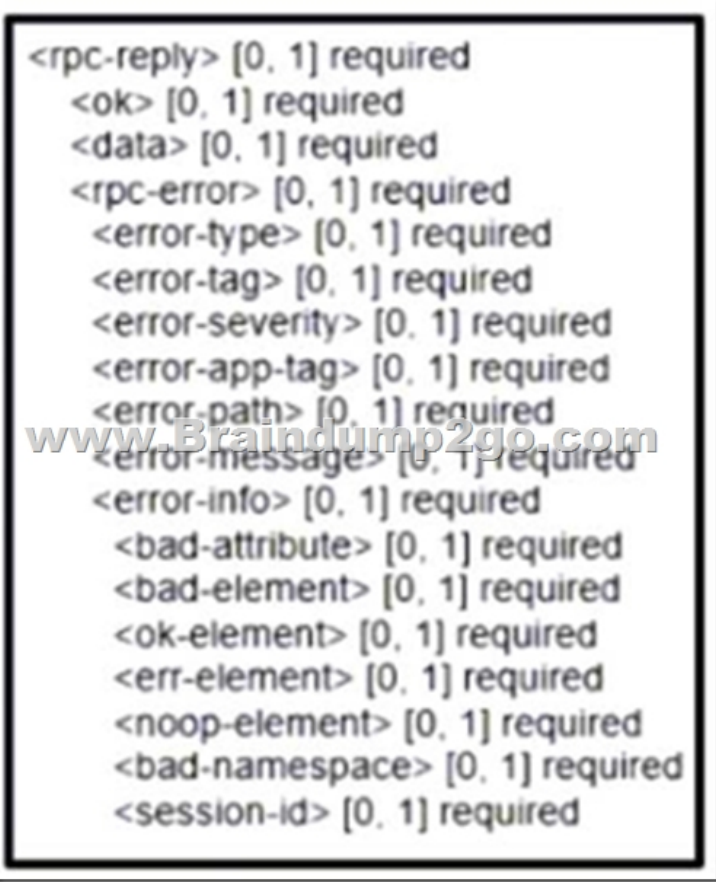 <rpc-reply> [0, 1] required
<ok> [0, 1] required
<data> [0, 1] required
<rpc-error> [0, 1] required
<error-type> [0, 1] required
<error-tag> [0, 1] required
<error-severity> [0, 1] required
<error-app-tag> [0, 1] required
<error-path> [0, 1] required
www.Braindump2go.com
<error-message> [0, 1] required
<error-info> [0, 1] required
<bad-attribute> [0, 1] required
<bad-element> [0, 1] required
<ok-element> [0, 1] required
<err-element> [0, 1] required
<noop-element> [0, 1] required
<bad-namespace> [0, 1] required
<session-id> [0, 1] required